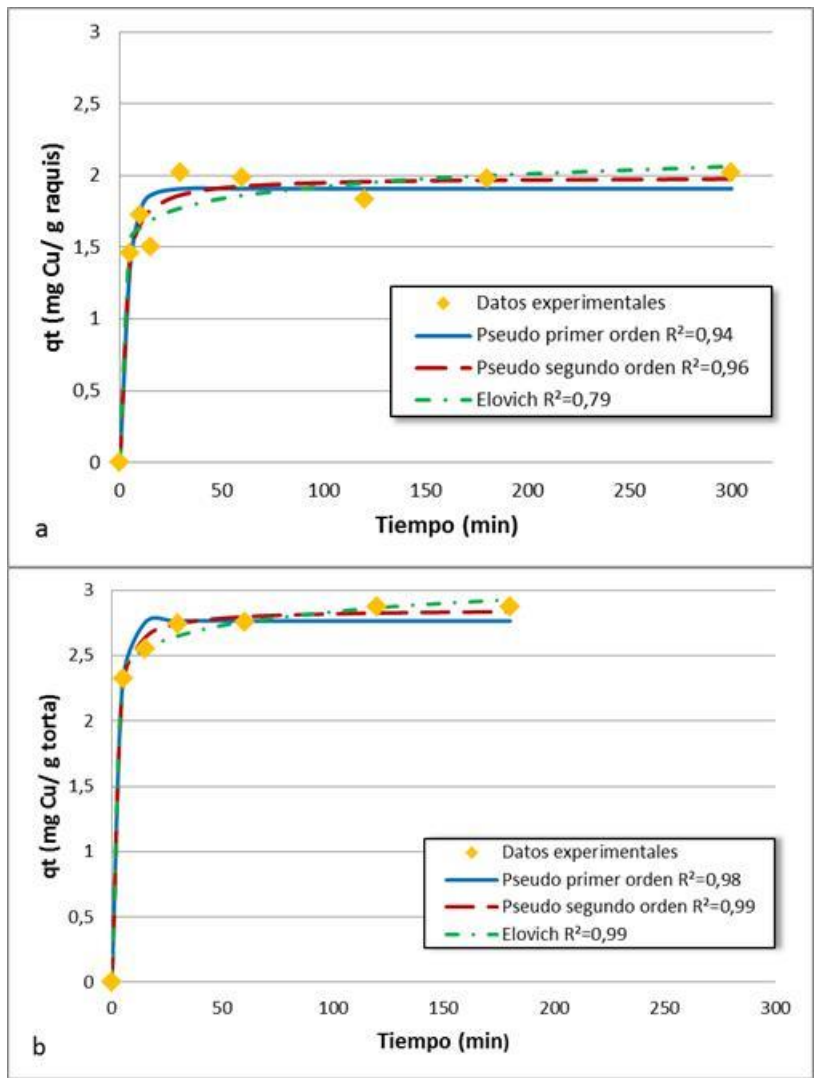 3
2,5
2
1,5
1
0,5
0
qt (mg Cu/ g raquis)
Datos experimentales
Pseudo primer orden R²=0,94
Pseudo segundo orden R²=0,96
Elovich R²=0,79
0 50 100 150 200 250 300
Tiempo (min)
a
3
2,5
2
1,5
1
0,5
0
qt (mg Cu/ g torta)
Datos experimentales
Pseudo primer orden R²=0,98
Pseudo segundo orden R²=0,99
Elovich R²=0,99
0 50 100 150 200 250 300
Tiempo (min)
b